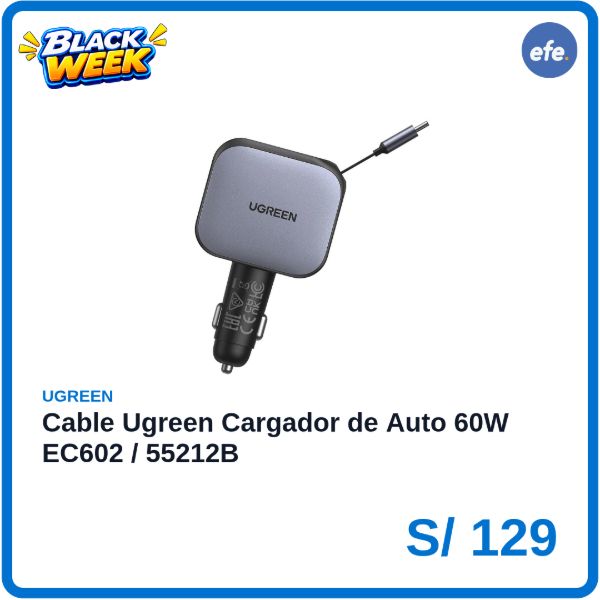 BLACK
WEEK
efe.
UGREEN
UGREEN
Cable Ugreen Cargador de Auto 60W
EC602 / 55212B
S/ 129